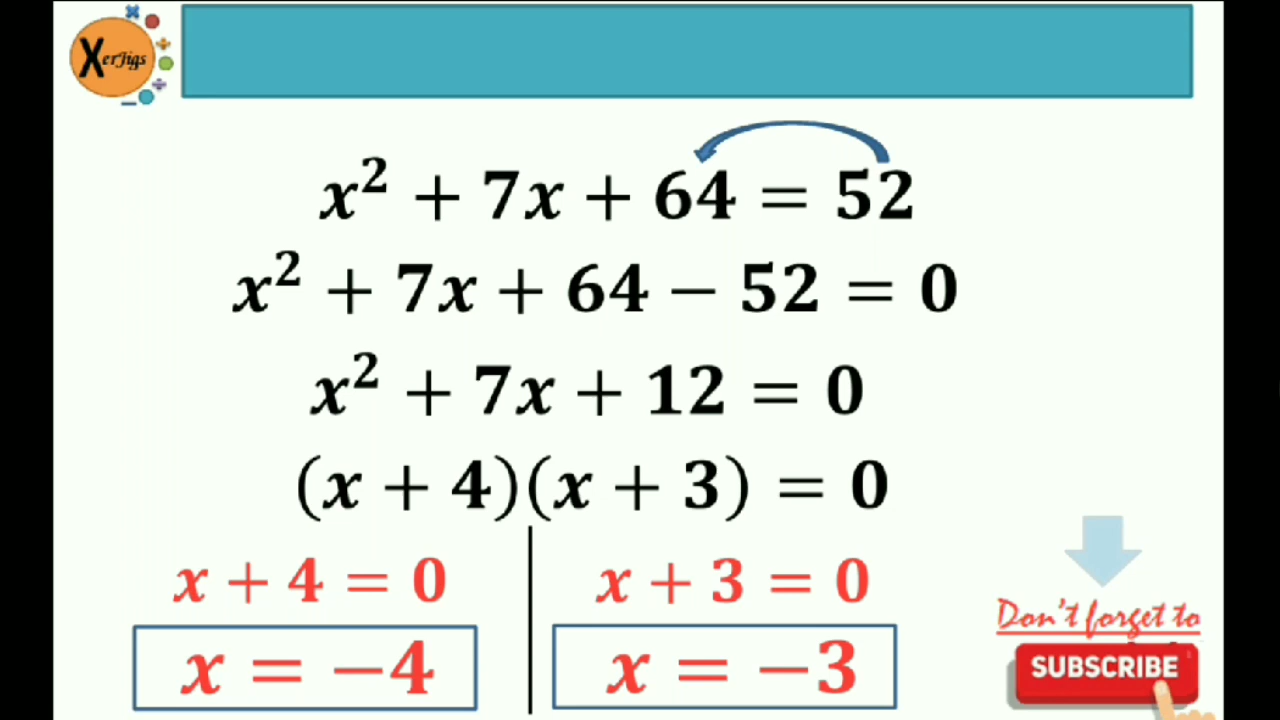 XerJigs
x² + 7x + 64 = 52
x² + 7x + 64 − 52 = 0
x² + 7x + 12 = 0
(x + 4)(x + 3) = 0
x + 4 = 0
x = −4
x + 3 = 0
x = −3
Don't forget to
SUBSCRIBE